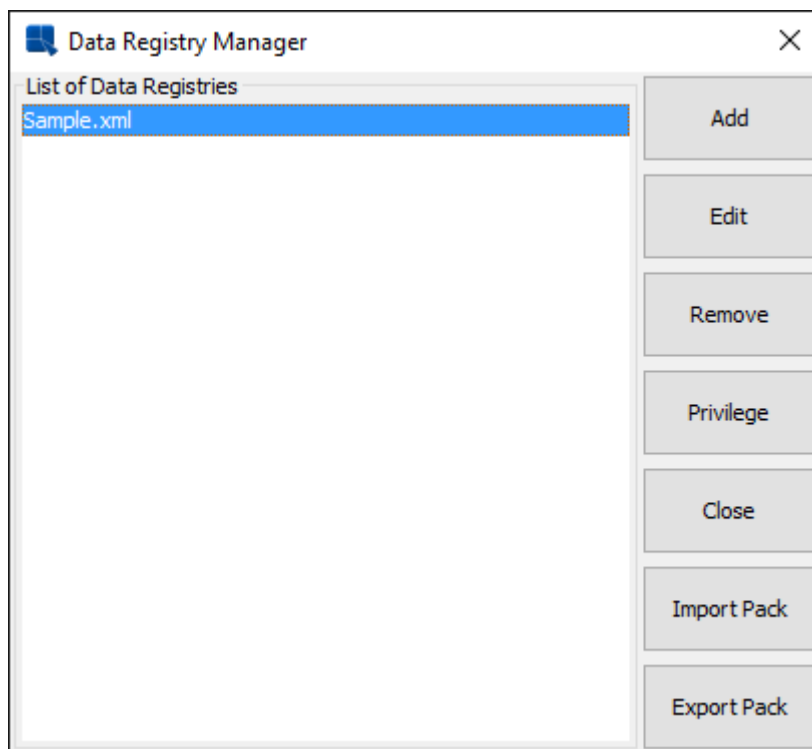 Data Registry Manager
List of Data Registries
Sample.xml
Add
Edit
Remove
Privilege
Close
Import Pack
Export Pack